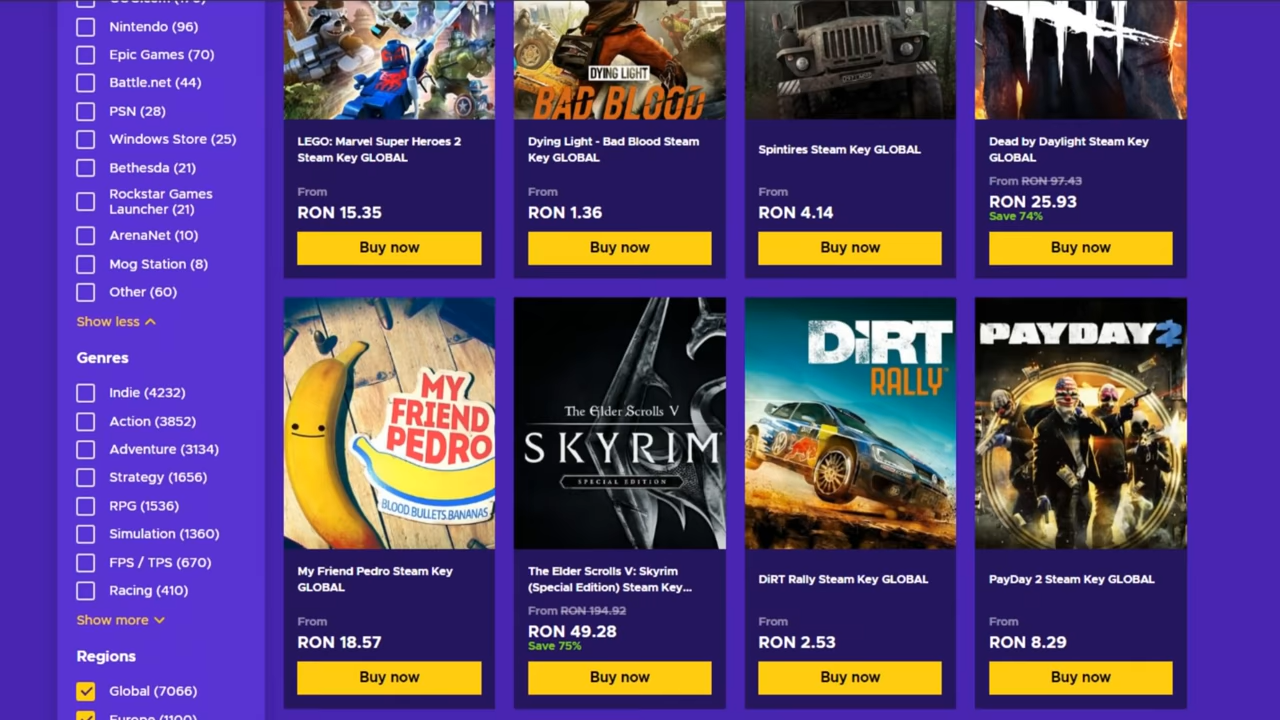 Nintendo (96)
Epic Games (70)
Battle.net (44)
PSN (28)
Windows Store (25)
Bethesda (21)
Rockstar Games
Launcher (21)
ArenaNet (10)
Mog Station (8)
Other (60)
Show less
Genres
Indie (4232)
Action (3852)
Adventure (3134)
Strategy (1656)
RPG (1536)
Simulation (1360)
FPS / TPS (670)
Racing (410)
Show more
Regions
Global (7066)
Europe (1100)
LEGO: Marvel Super Heroes 2
Steam Key GLOBAL
From
RON 15.35
Buy now
DYING LIGHT
BAD BLOOD
Dying Light - Bad Blood Steam
Key GLOBAL
From
RON 1.36
Buy now
Spintires Steam Key GLOBAL
From
RON 4.14
Buy now
Dead by Daylight Steam Key
GLOBAL
From RON 97.43
RON 25.93
Save 74%
Buy now
MY
FRIEND
PEDRO
BLOOD BULLETS BANANAS
My Friend Pedro Steam Key
GLOBAL
From
RON 18.57
Buy now
The Elder Scrolls V
SKYRIM
SPECIAL EDITION
The Elder Scrolls V: Skyrim
(Special Edition) Steam Key...
From RON 194.92
RON 49.28
Save 75%
Buy now
DiRT
RALLY
DiRT Rally Steam Key GLOBAL
From
RON 2.53
Buy now
PAYDAY 2
PayDay 2 Steam Key GLOBAL
From
RON 8.29
Buy now